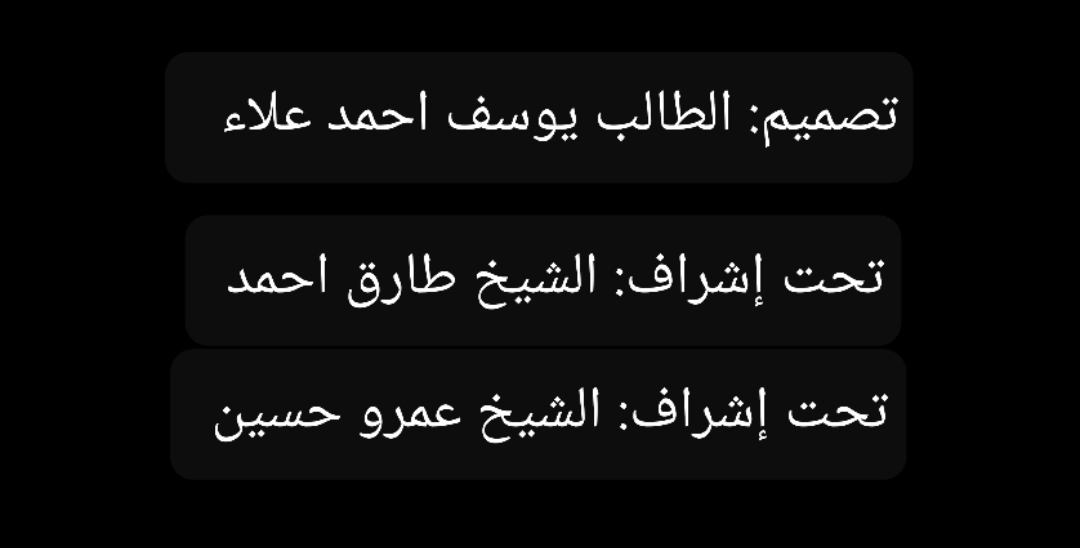 تصميم: الطالب يوسف احمد علاء
تحت إشراف: الشيخ طارق احمد
تحت إشراف: الشيخ عمرو حسين